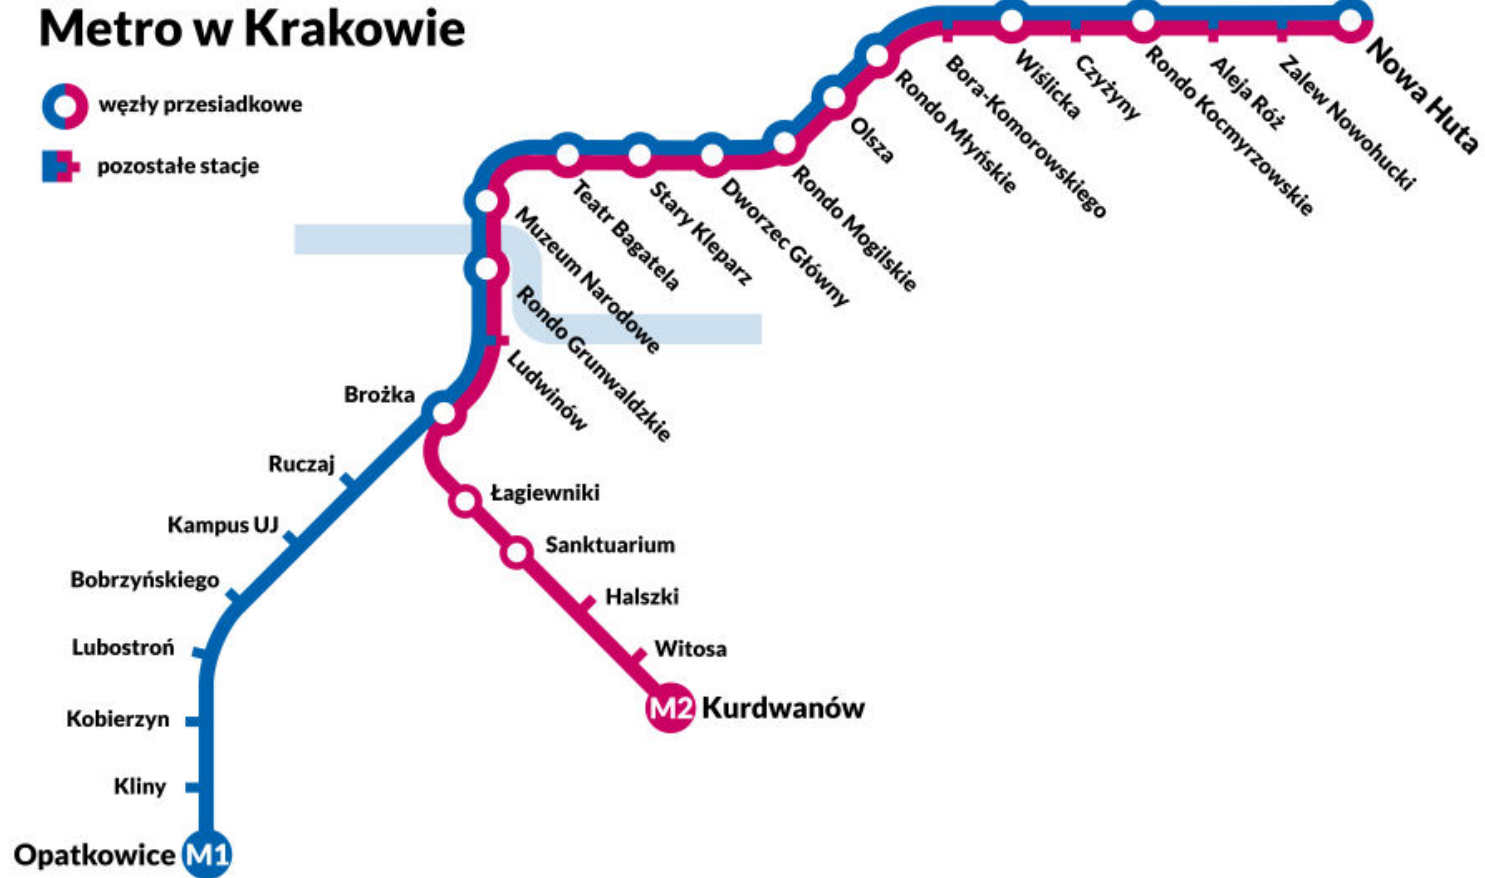 Metro w Krakowie
węzły przesiadkowe
pozostałe stacje
Nowa Huta
Zalew Nowohucki
Aleja Róż
Rondo Kocmyrzowskie
Czyżyny
Wiślicka
Bora-Komorowskiego
Rondo Młyńskie
Olsza
Rondo Mogilskie
Dworzec Główny
Stary Kleparz
Teatr Bagatela
Muzeum Narodowe
Rondo Grunwaldzkie
Ludwinów
Brożka
Ruczaj
Kampus UJ
Bobrzyńskiego
Lubostroń
Kobierzyn
Kliny
Opatkowice M1
Łagiewniki
Sanktuarium
Halszki
Witosa
M2 Kurdwanów